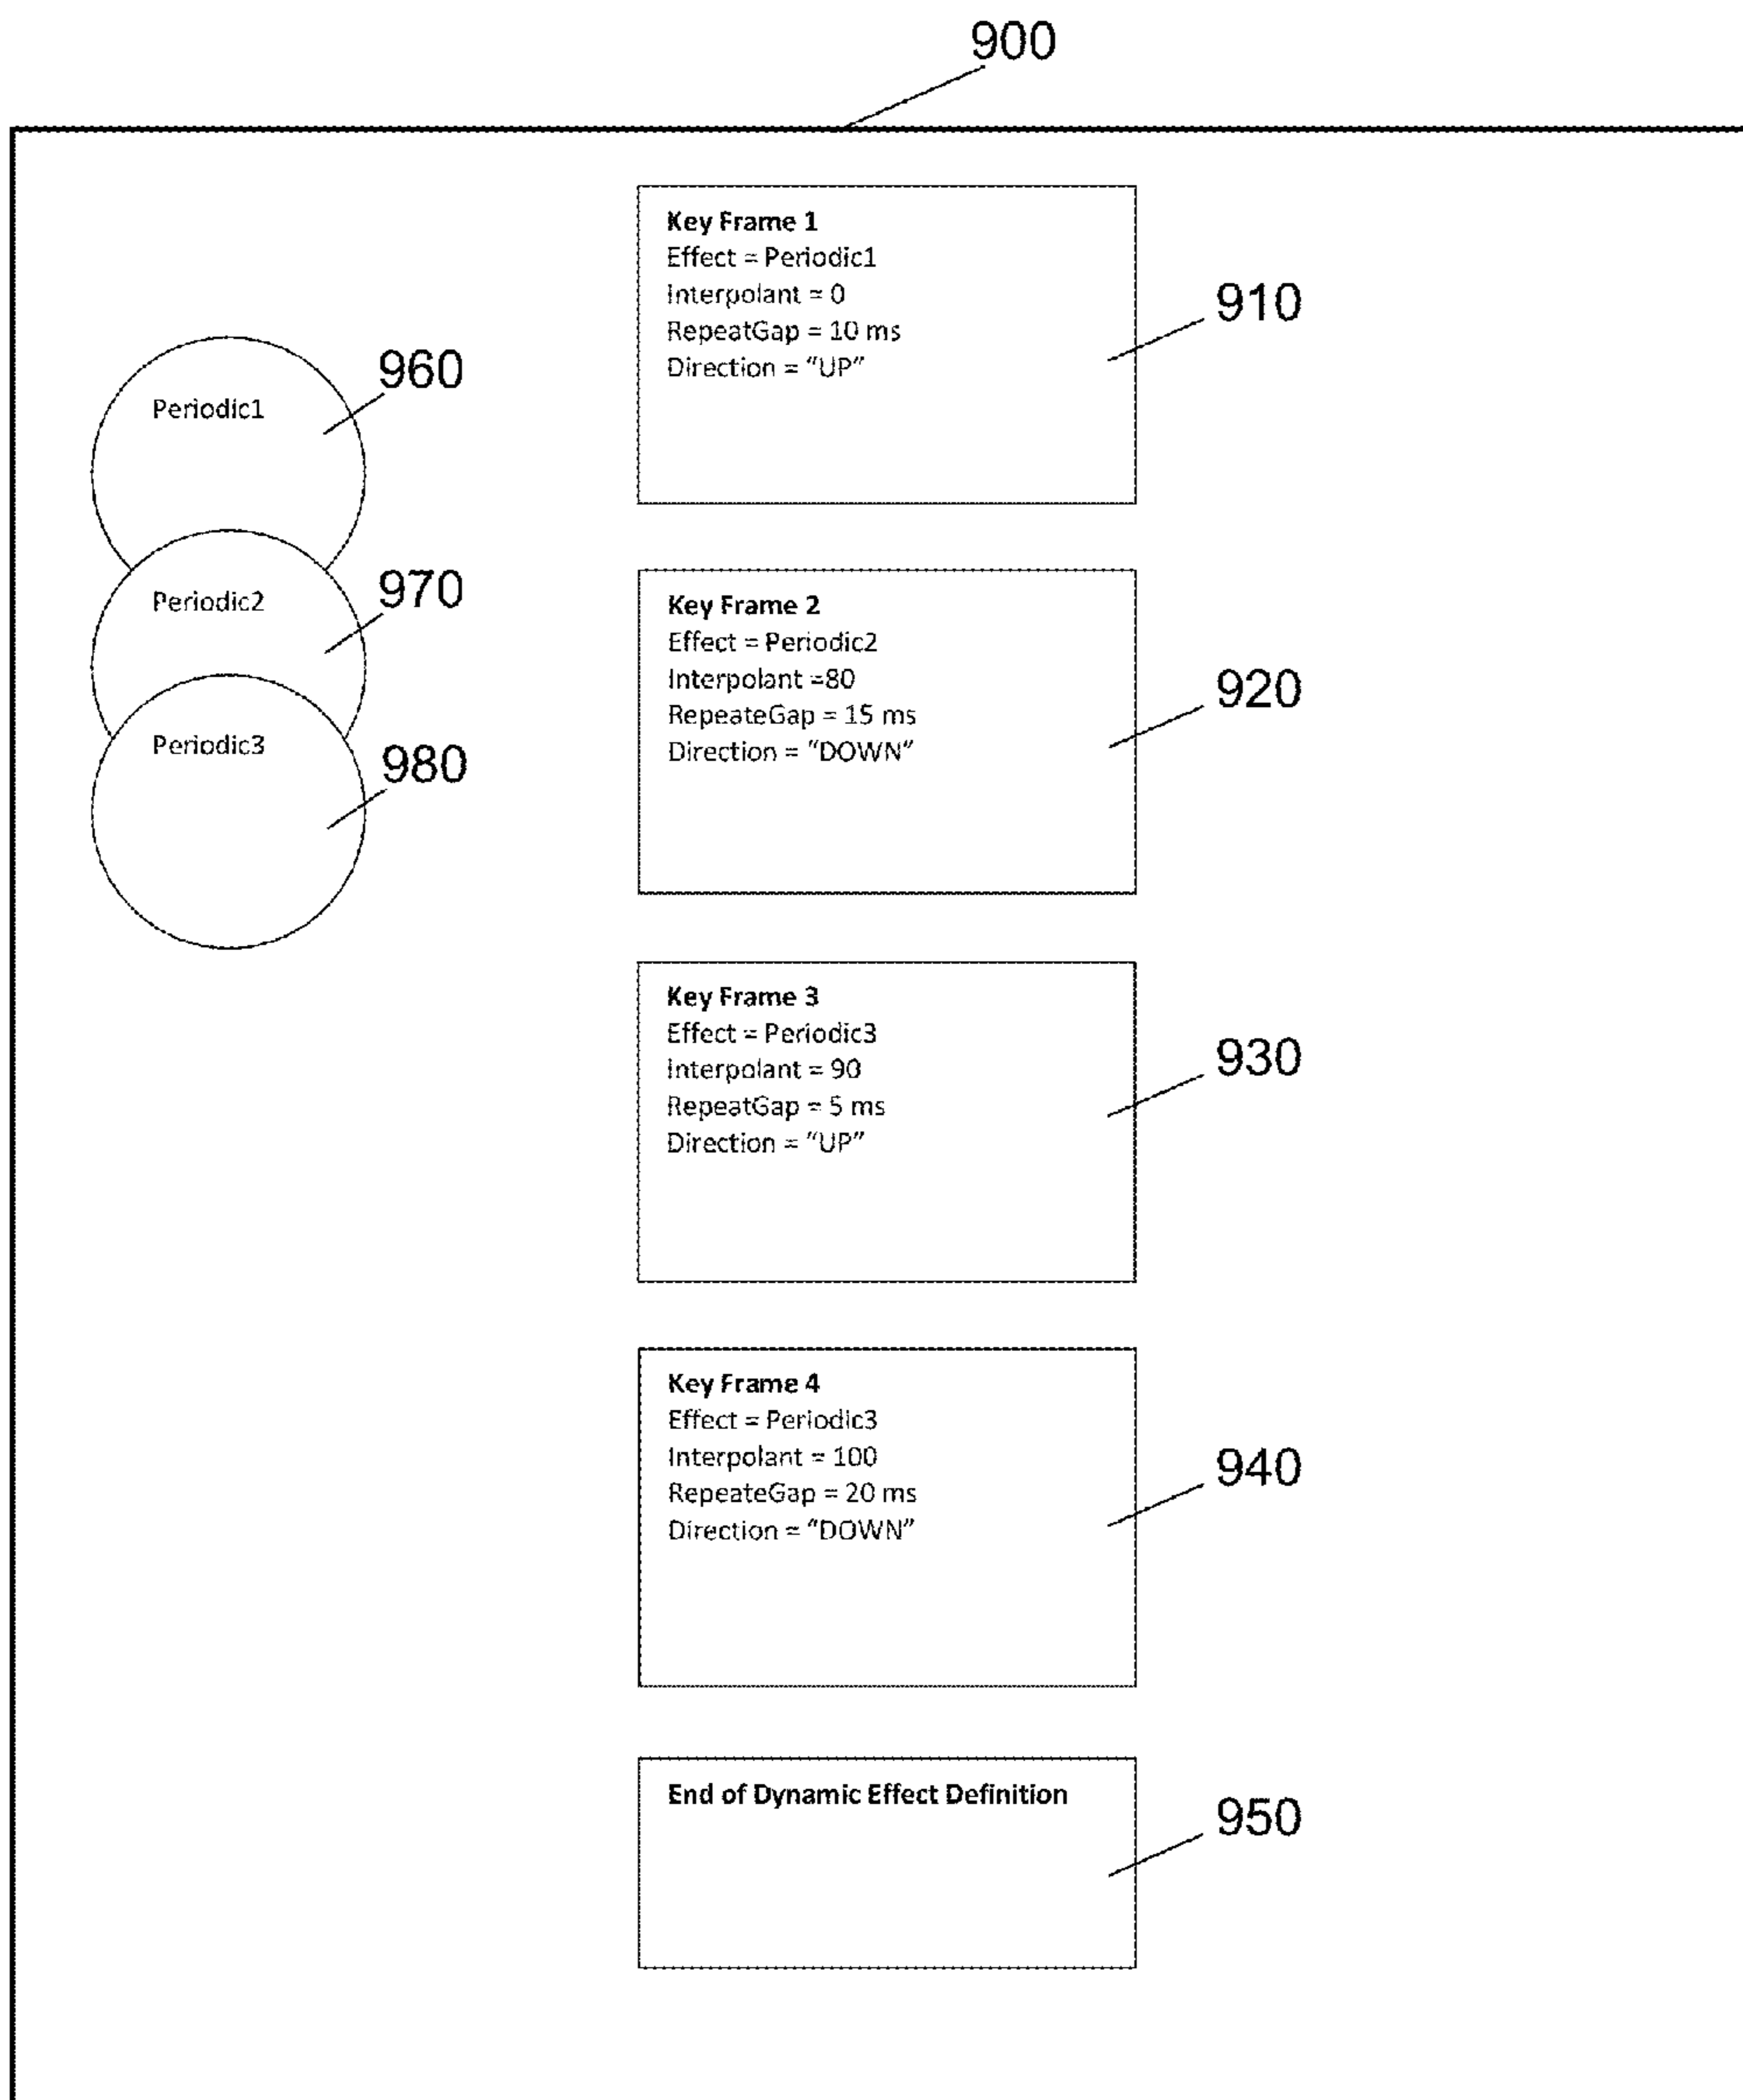 900
Key Frame 1
Effect = Periodic1
Interpolant = 0
RepeatGap = 10 ms
Direction = “UP”
910
960
Periodic1
970
Periodic2
980
Periodic3
Key Frame 2
Effect = Periodic2
Interpolant =80
RepeateGap = 15 ms
Direction = “DOWN”
920
Key Frame 3
Effect = Periodic3
Interpolant = 90
RepeatGap = 5 ms
Direction = “UP”
930
Key Frame 4
Effect = Periodic3
Interpolant = 100
RepeateGap = 20 ms
Direction = “DOWN”
940
End of Dynamic Effect Definition
950